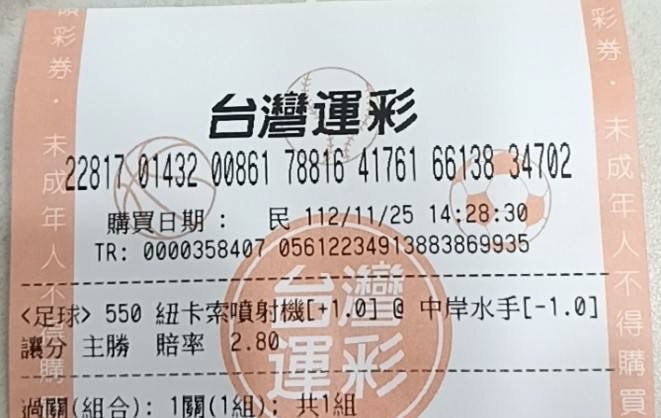 台灣運彩
22817 01432 00861 78816 41761 66138 34702
購買日期 : 民 112/11/25 14:28:30
TR: 0000358407 05612234913883869935
<足球> 550 紐卡索噴射機[+1.0] @ 中岸水手[-1.0]
讓分 主勝 賠率 2.80
過關(組合): 1關(1組); 共1組
台灣
運彩
彩券・未成年人不得購
彩券・未成年人不得購買